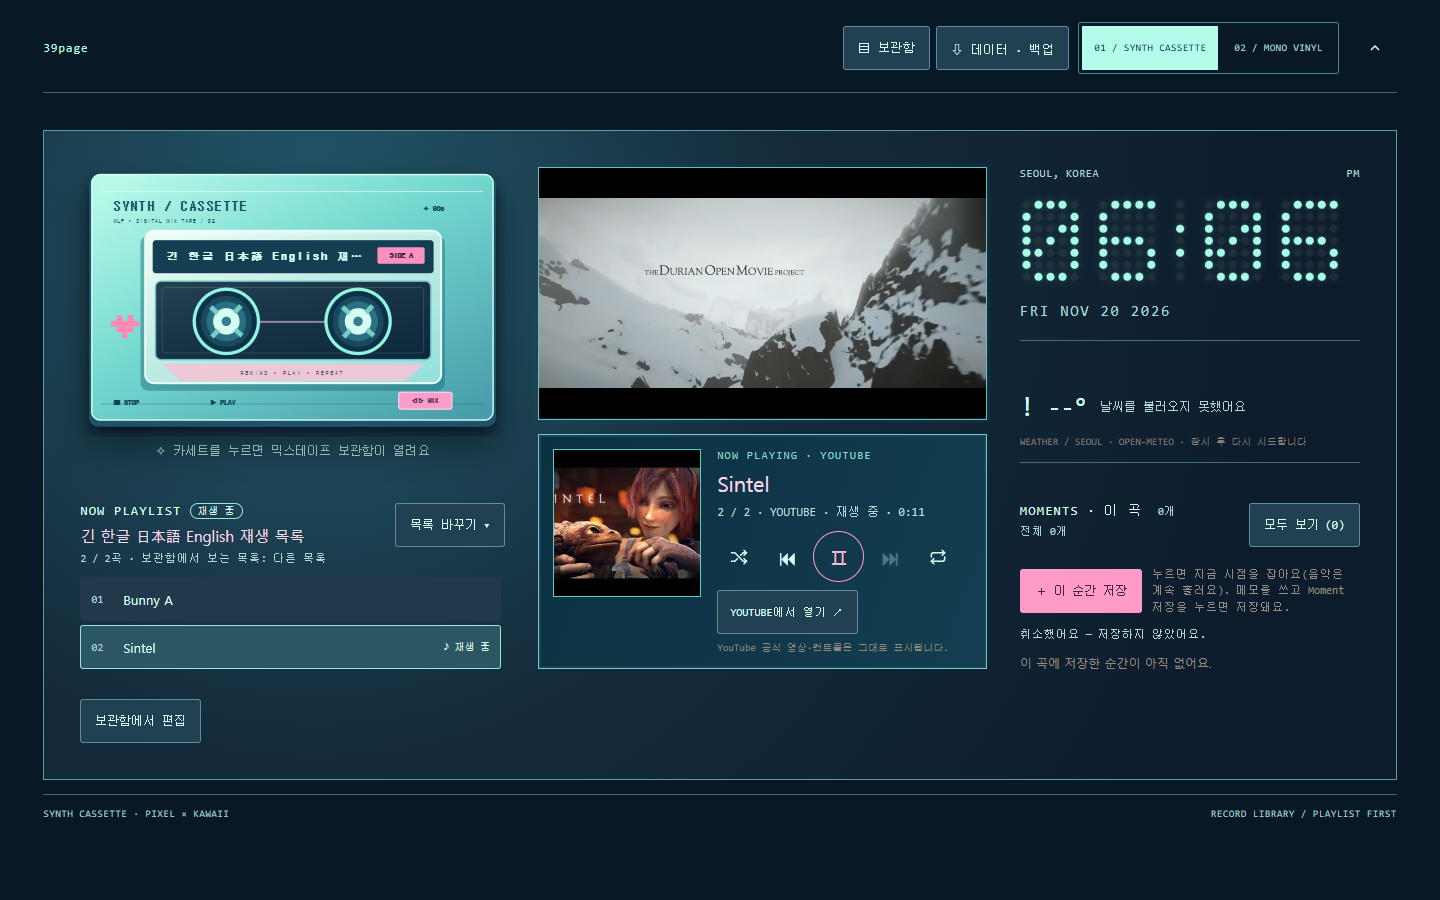 39page
보관함
데이터 · 백업
01 / SYNTH CASSETTE
02 / MONO VINYL
SYNTH / CASSETTE
MLP • DIGITAL MIX TAPE / 02
✦ 80s
긴 한글 日本語 English 재…
SIDE A
REWIND • PLAY • REPEAT
■ STOP
▶ PLAY
MIX
✧ 카세트를 누르면 믹스테이프 보관함이 열려요
NOW PLAYLIST 재생 중
긴 한글 日本語 English 재생 목록
2 / 2곡 · 보관함에서 보는 목록: 다른 목록
목록 바꾸기 ▾
01 Bunny A
02 Sintel ♪ 재생 중
보관함에서 편집
THE DURIAN OPEN MOVIE PROJECT
INTEL
NOW PLAYING · YOUTUBE
Sintel
2 / 2 · YOUTUBE · 재생 중 · 0:11
YOUTUBE에서 열기 ↗
YouTube 공식 영상·컨트롤은 그대로 표시됩니다.
SEOUL, KOREA
PM
06:06
FRI NOV 20 2026
! --° 날씨를 불러오지 못했어요
WEATHER / SEOUL · OPEN-METEO · 잠시 후 다시 시도합니다
MOMENTS · 이 곡 0개
전체 0개
모두 보기 (0)
+ 이 순간 저장
누르면 지금 시점을 잡아요(음악은
계속 흘러요). 메모를 쓰고 Moment
저장을 누르면 저장돼요.
취소했어요 — 저장하지 않았어요.
이 곡에 저장한 순간이 아직 없어요.
SYNTH CASSETTE · PIXEL × KAWAII
RECORD LIBRARY / PLAYLIST FIRST